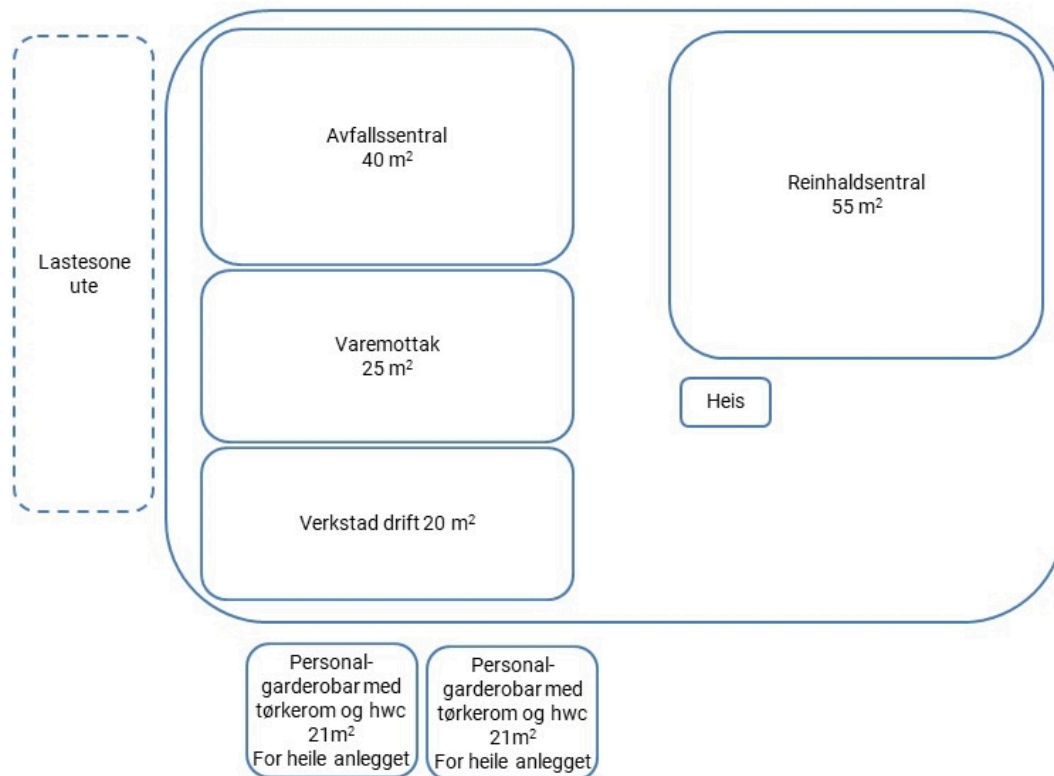 Avfallssentral
40 m²
Reinhaldsentral
55 m²
Lastesone
ute
Varemottak
25 m²
Heis
Verkstad drift 20 m²
Personal-
garderobar med
tørkerom og hwc
21m²
For heile anlegget
Personal-
garderobar med
tørkerom og hwc
21m²
For heile anlegget